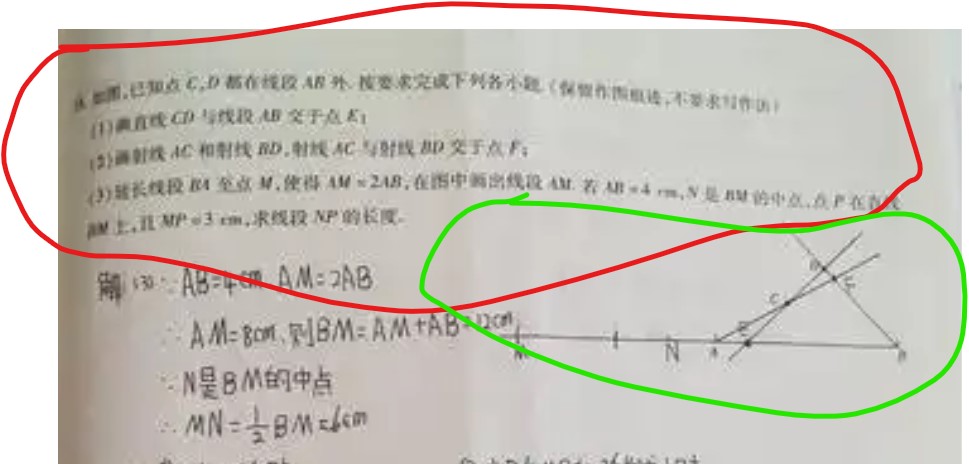 如图,已知点 C,D 都在线段 AB 外.按要求完成下列各小题.(保留作图痕迹,不要求写作法)
(1)画直线 CD 与线段 AB 交于点 E;
(2)画射线 AC 和射线 BD,射线 AC 与射线 BD 交于点 F;
(3)延长线段 BA 至点 M,使得 AM=2AB,在图中画出线段 AM.若 AB=4 cm,N 是 BM 的中点,点 P 在直线
BM 上,且 MP=3 cm,求线段 NP 的长度.
解 (3)∵AB=4cm AM=2AB
∴AM=8cm,则BM=AM+AB=12cm
∵N是BM的中点
∴MN=½BM=6cm
D
C
E
M
N
A
B